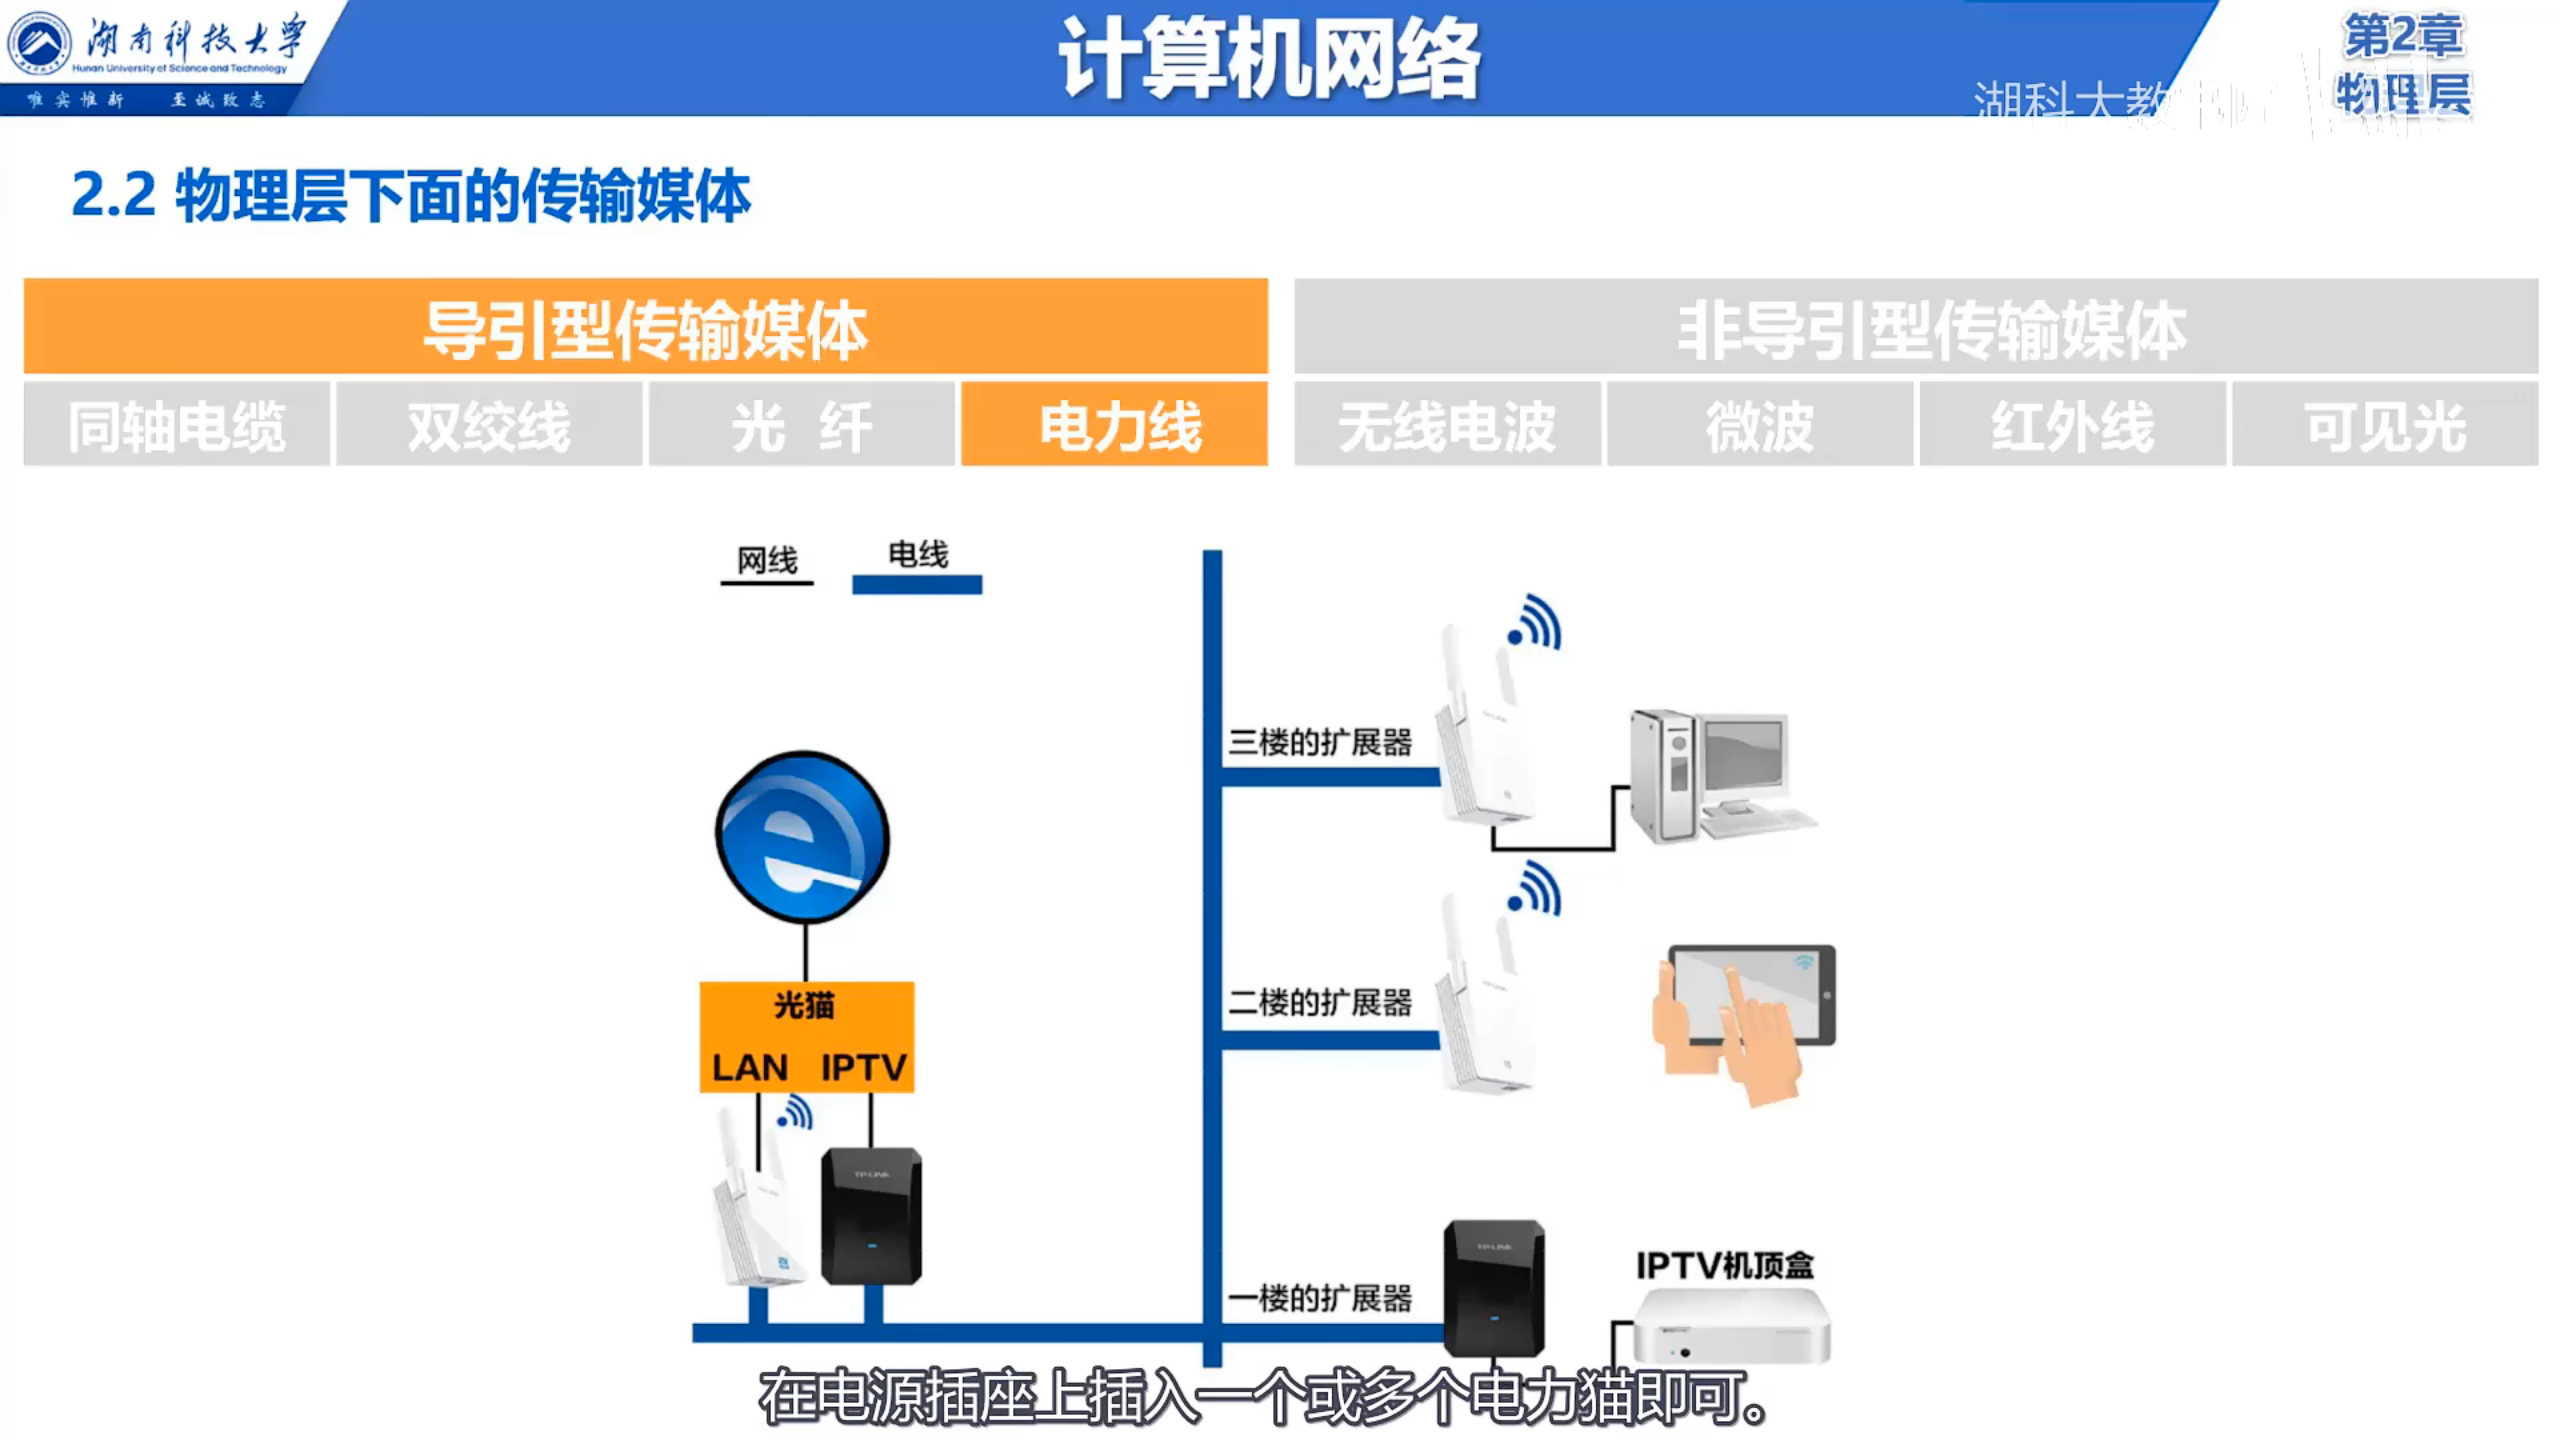 湖南科技大学
Hunan University of Science and Technology
唯实惟新 至诚致志
计算机网络
第2章
物理层
湖科大教
2.2 物理层下面的传输媒体
导引型传输媒体
非导引型传输媒体
同轴电缆
双绞线
光 纤
电力线
无线电波
微波
红外线
可见光
网线
电线
三楼的扩展器
二楼的扩展器
光猫
LAN IPTV
TP-LINK
TP-LINK
一楼的扩展器
IPTV机顶盒
在电源插座上插入一个或多个电力猫即可。